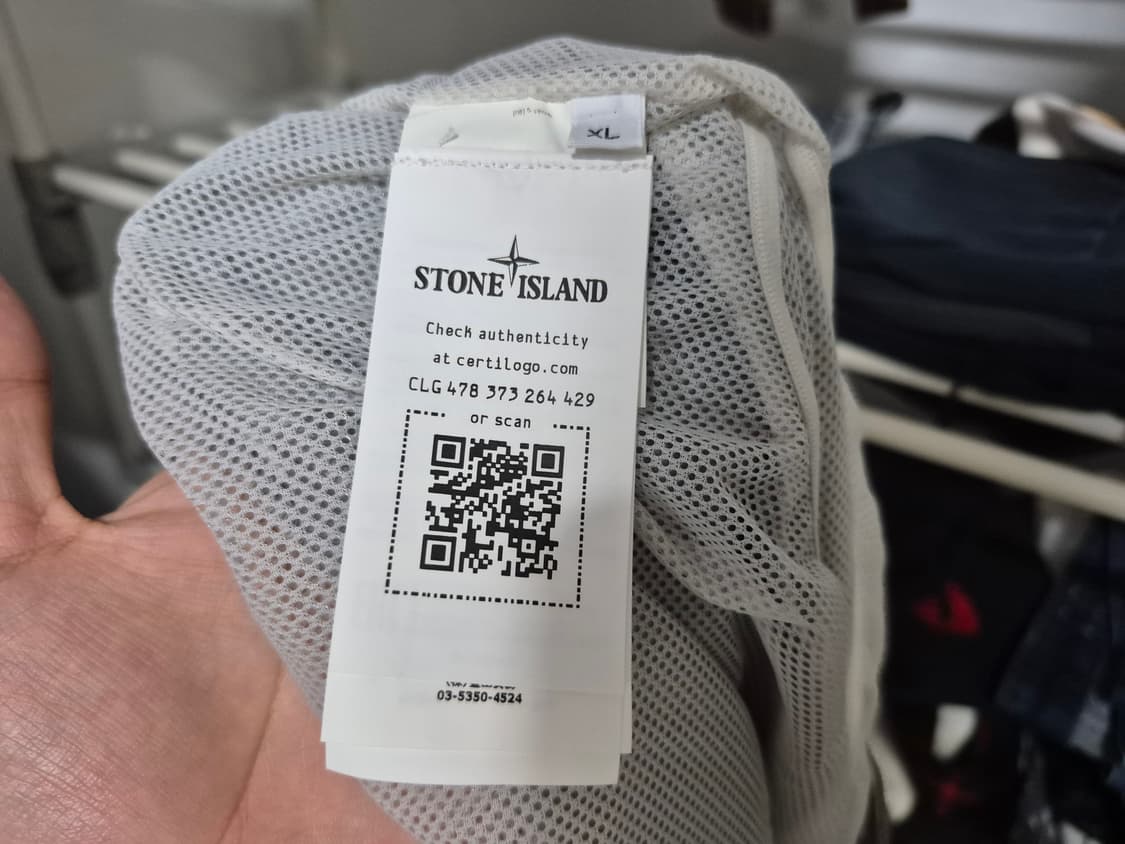 XL
STONE ISLAND
Check authenticity
at certilogo.com
CLG 478 373 264 429
or scan
03-5350-4524